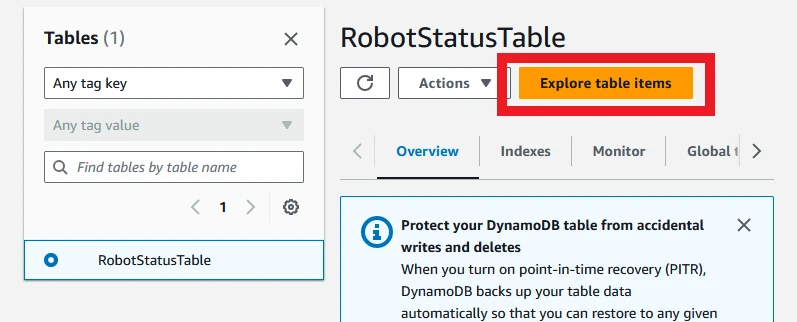 Tables (1)
Any tag key
Any tag value
Find tables by table name
1
RobotStatusTable
RobotStatusTable
Actions
Explore table items
Overview
Indexes
Monitor
Global
Protect your DynamoDB table from accidental
writes and deletes
When you turn on point-in-time recovery (PITR),
DynamoDB backs up your table data
automatically so that you can restore to any given